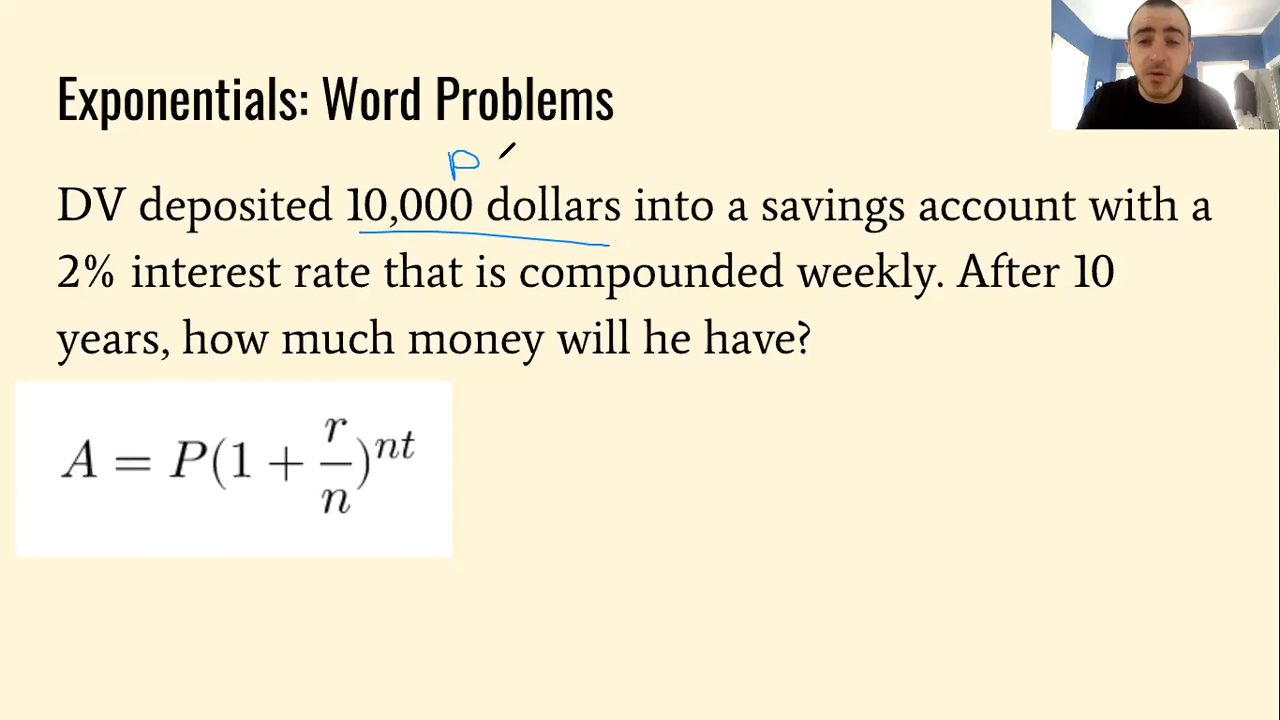 Exponentials: Word Problems
P
DV deposited 10,000 dollars into a savings account with a
2% interest rate that is compounded weekly. After 10
years, how much money will he have?
A = P(1 + r/n)^{nt}